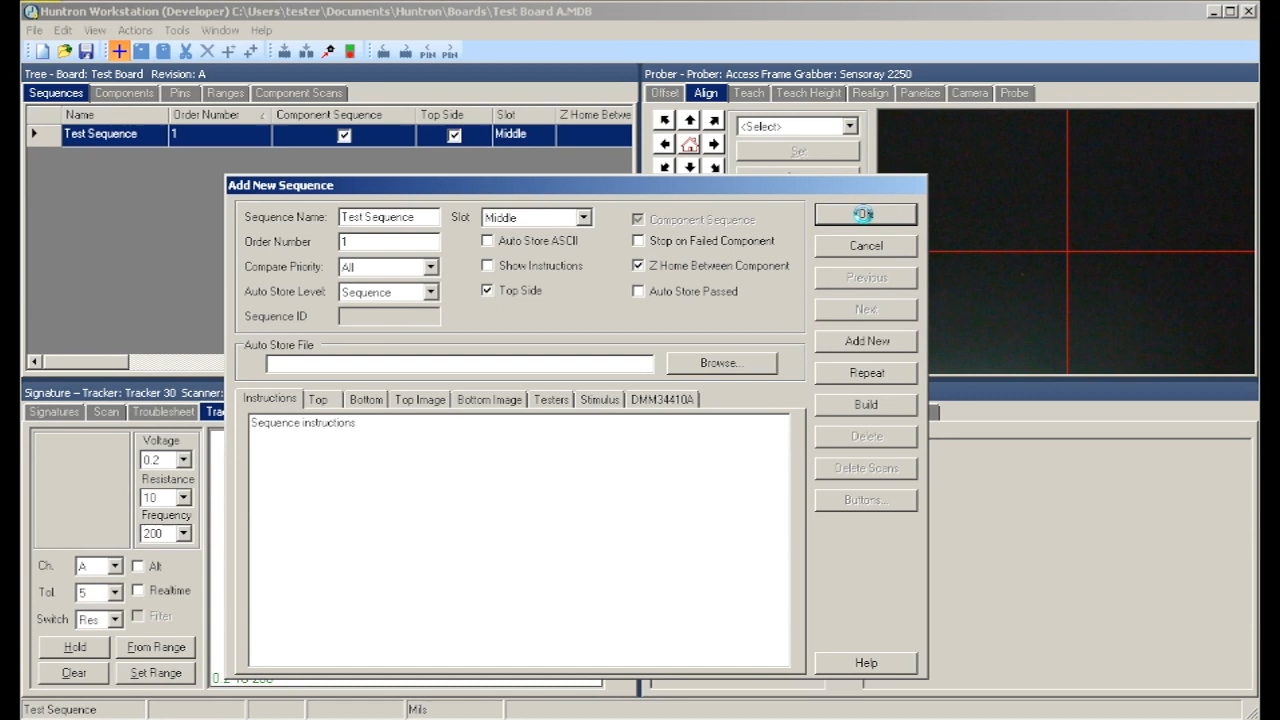 Huntron Workstation (Developer) C:\Users\tester\Documents\Huntron\Boards\Test Board A.MDB
File Edit View Actions Tools Window Help
PIN PIN
Tree - Board: Test Board Revision: A
Prober - Prober: Access Frame Grabber: Sensoray 2250
Sequences Components Pins Ranges Component Scans
Offset Align Teach Teach Height Realign Panelize Camera Probe
Name Order Number Component Sequence Top Side Slot Z Home Betwe
Test Sequence 1 Middle
<Select>
Set
Add New Sequence
Sequence Name: Test Sequence Slot Middle Component Sequence
Order Number 1 Auto Store ASCII Stop on Failed Component
Compare Priority: All Show Instructions Z Home Between Component
Auto Store Level: Sequence Top Side Auto Store Passed
Sequence ID
Auto Store File
Browse...
Instructions Top Bottom Top Image Bottom Image Testers Stimulus DMM34410A
Sequence instructions
Cancel
Previous
Next
Add New
Repeat
Build
Delete
Delete Scans
Buttons...
Help
Signature - Tracker: Tracker 30 Scanner:
Signatures Scan Troubleshoot Trac
Voltage
0.2
Resistance
10
Frequency
200
Ch. A Alt
Tol. 5 Realtime
Switch Res Filter
Hold From Range
Clear Set Range
Test Sequence Mils